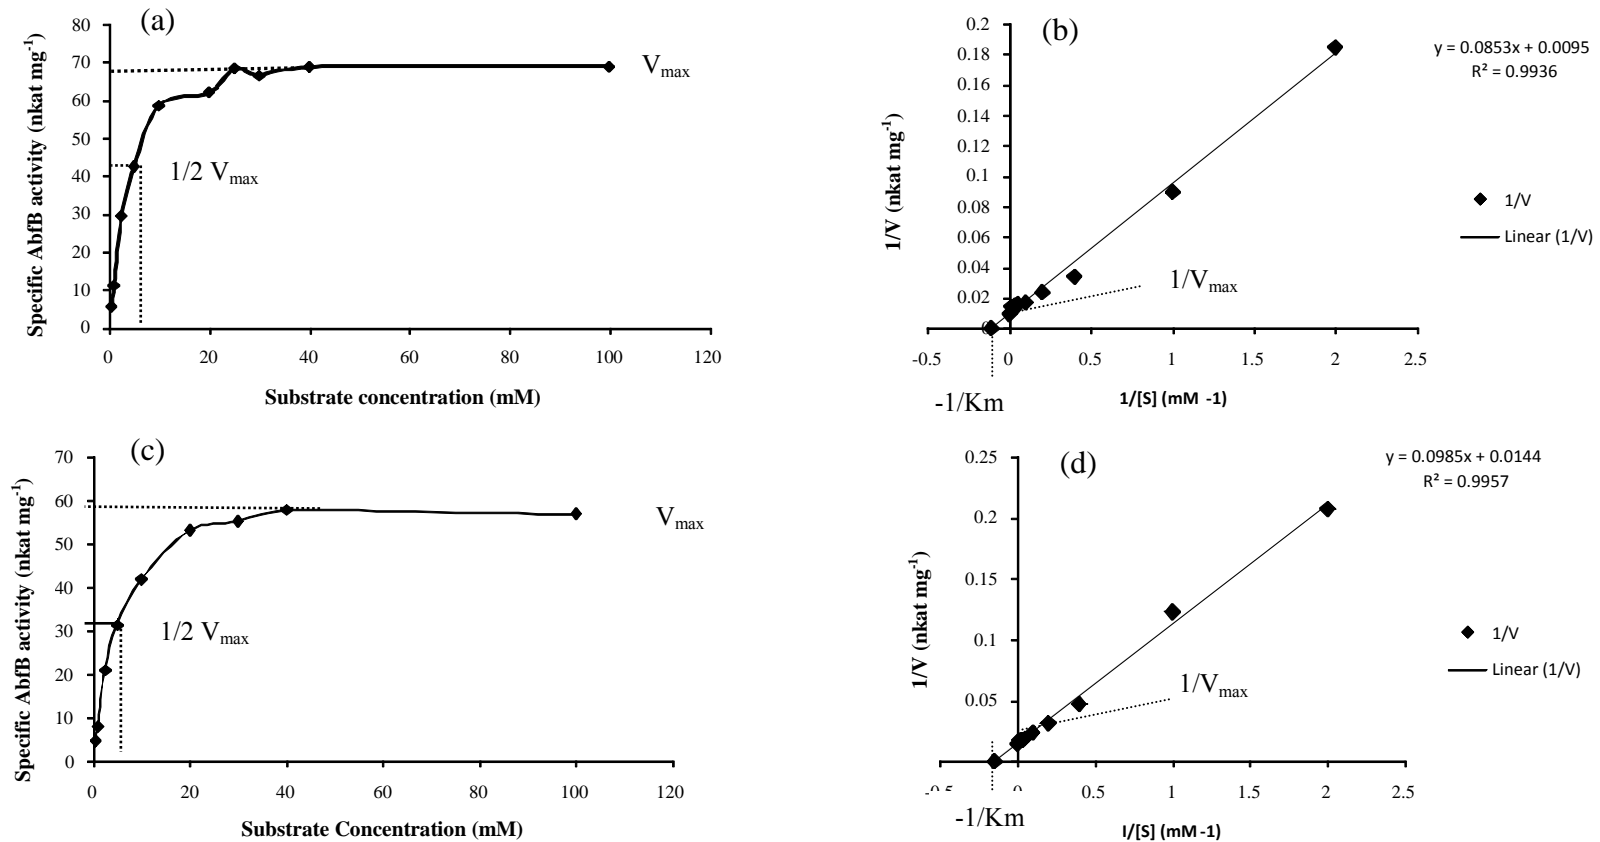 (a)
80
70
60
50
40
30
20
10
0
0 20 40 60 80 100 120
Specific AbfB activity (nkat mg-1)
Substrate concentration (mM)
Vmax
1/2 Vmax
(b)
0.2
0.18
0.16
0.14
0.12
0.1
0.08
0.06
0.04
0.02
0
-0.5 0 0.5 1 1.5 2 2.5
1/V (nkat mg-1)
1/[S] (mM -1)
y = 0.0853x + 0.0095
R² = 0.9936
1/V
Linear (1/V)
1/Vmax
-1/Km
(c)
70
60
50
40
30
20
10
0
0 20 40 60 80 100 120
Specific AbfB activity (nkat mg-1)
Substrate Concentration (mM)
Vmax
1/2 Vmax
(d)
0.25
0.2
0.15
0.1
0.05
0 0.5 1 1.5 2 2.5
1/V (nkat mg-1)
I/[S] (mM -1)
y = 0.0985x + 0.0144
R² = 0.9957
1/V
Linear (1/V)
1/Vmax
-1/Km